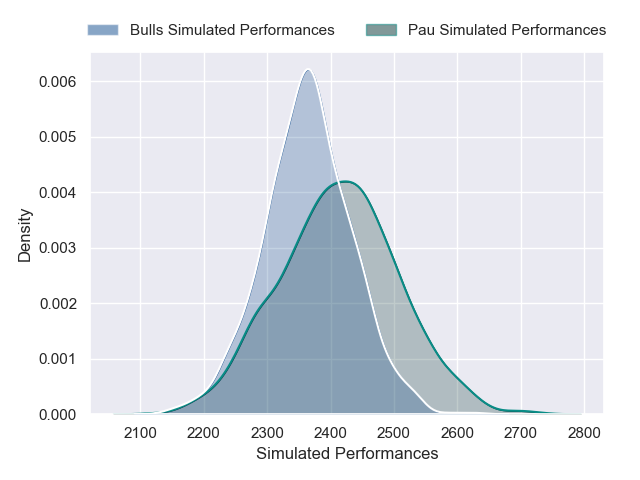 Bulls Simulated Performances
Pau Simulated Performances
0.006
0.005
0.004
0.003
0.002
0.001
0.000
Density
2100 2200 2300 2400 2500 2600 2700 2800
Simulated Performances